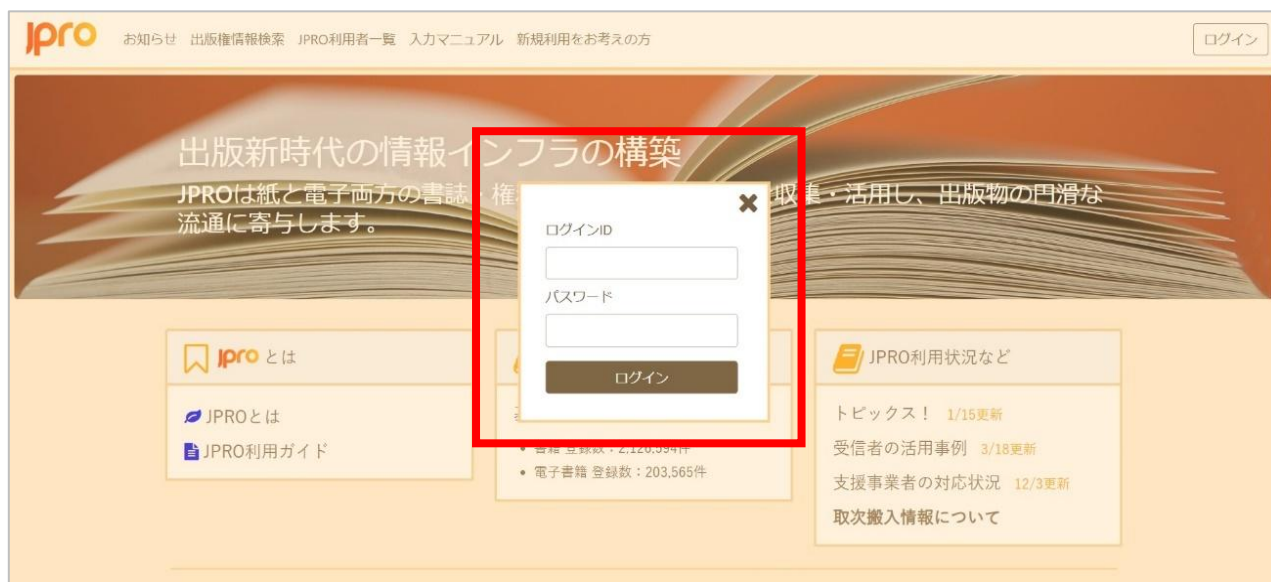 JPRO
お知らせ 出版権情報検索 JPRO利用者一覧 入力マニュアル 新規利用をお考えの方
ログイン
出版新時代の情報インフラの構築
JPROは紙と電子両方の書誌・権
収集・活用し、出版物の円滑な
流通に寄与します。
ログインID
パスワード
ログイン
JPROとは
JPROとは
JPRO利用ガイド
電子書籍 登録数:203,565件
JPRO利用状況など
トピックス! 1/15更新
受信者の活用事例 3/18更新
支援事業者の対応状況 12/3更新
取次搬入情報について